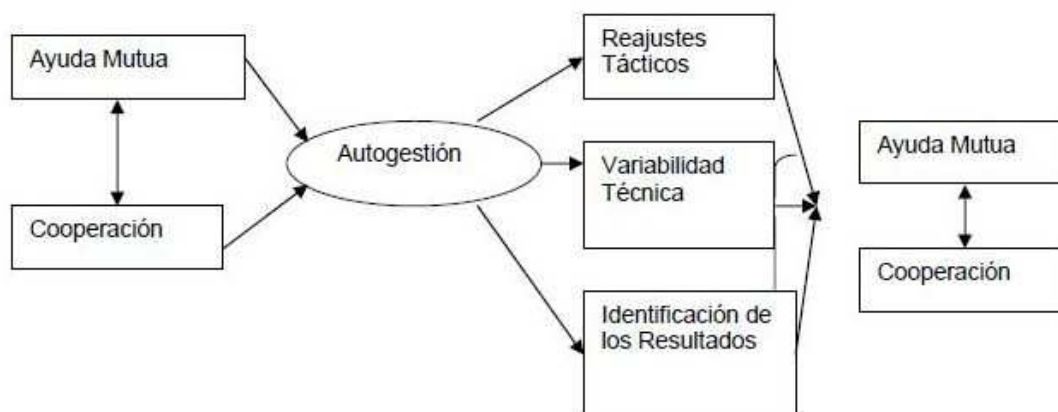 Ayuda Mutua
Cooperación
Autogestión
Reajustes
Tácticos
Variabilidad
Técnica
Identificación de
los Resultados
Ayuda Mutua
Cooperación